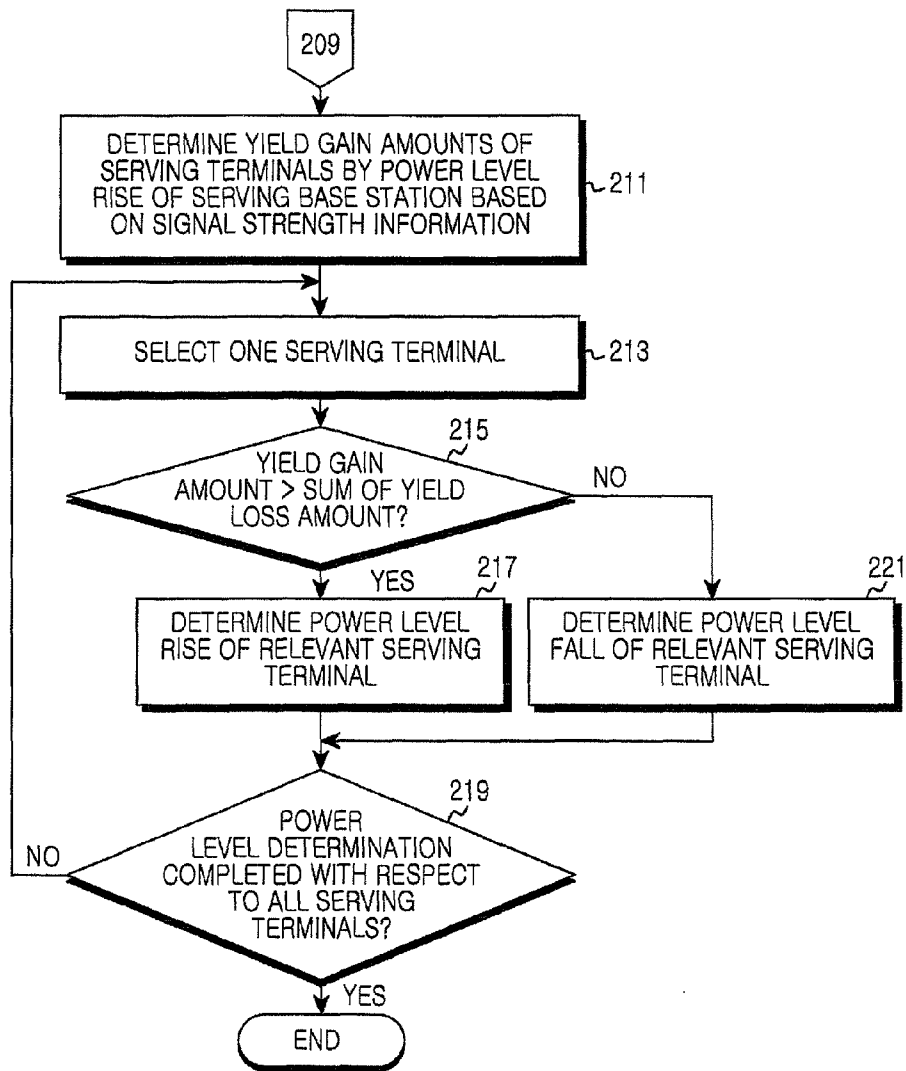 209
DETERMINE YIELD GAIN AMOUNTS OF
SERVING TERMINALS BY POWER LEVEL
RISE OF SERVING BASE STATION BASED
ON SIGNAL STRENGTH INFORMATION
211
SELECT ONE SERVING TERMINAL
213
215
YIELD GAIN
AMOUNT > SUM OF YIELD
LOSS AMOUNT?
NO
YES
217
DETERMINE POWER LEVEL
RISE OF RELEVANT SERVING
TERMINAL
221
DETERMINE POWER LEVEL
FALL OF RELEVANT SERVING
TERMINAL
219
POWER
LEVEL DETERMINATION
COMPLETED WITH RESPECT
TO ALL SERVING
TERMINALS?
NO
YES
END